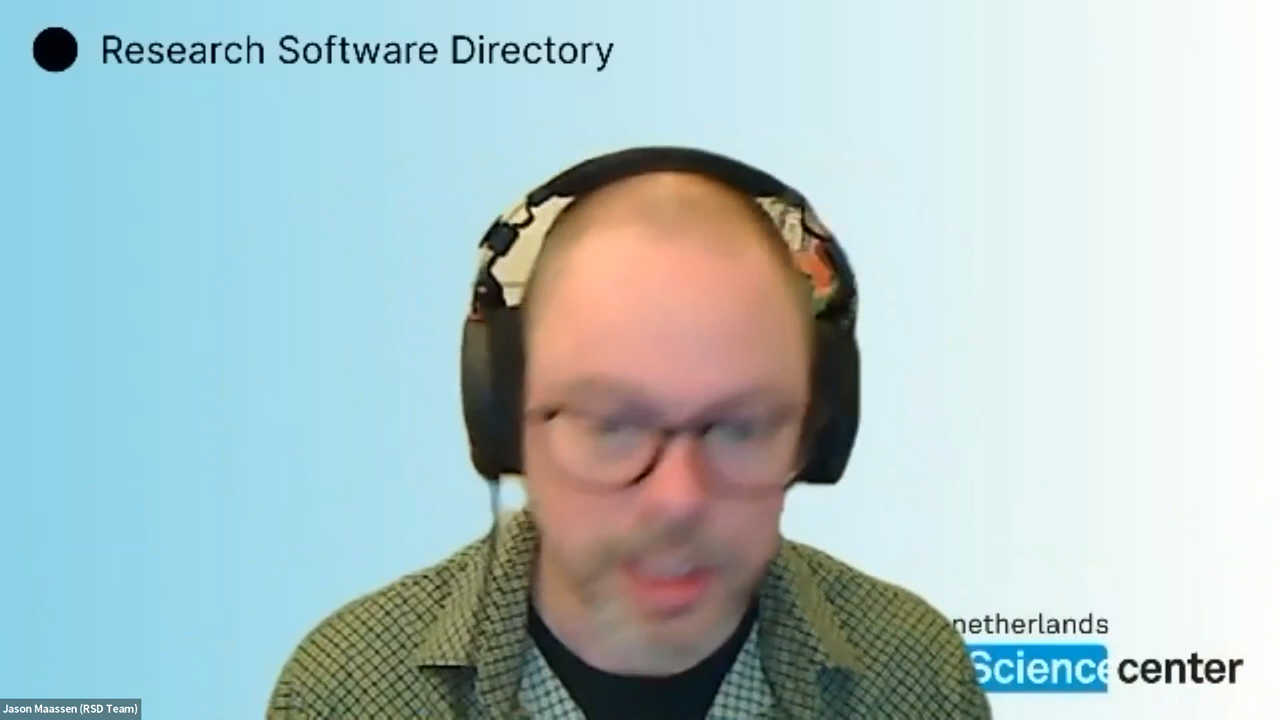 Research Software Directory
netherlands
Science center
Jason Maassen (RSD Team)